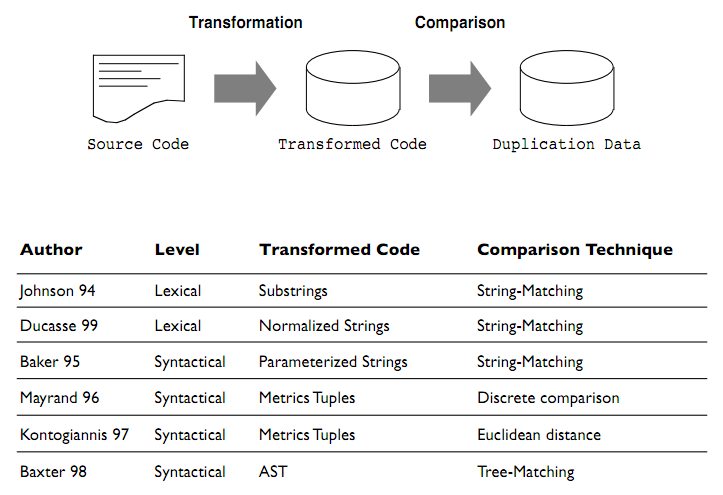 Transformation Comparison
Source Code Transformed Code Duplication Data
Author Level Transformed Code Comparison Technique
Johnson 94 Lexical Substrings String-Matching
Ducasse 99 Lexical Normalized Strings String-Matching
Baker 95 Syntactical Parameterized Strings String-Matching
Mayrand 96 Syntactical Metrics Tuples Discrete comparison
Kontogiannis 97 Syntactical Metrics Tuples Euclidean distance
Baxter 98 Syntactical AST Tree-Matching